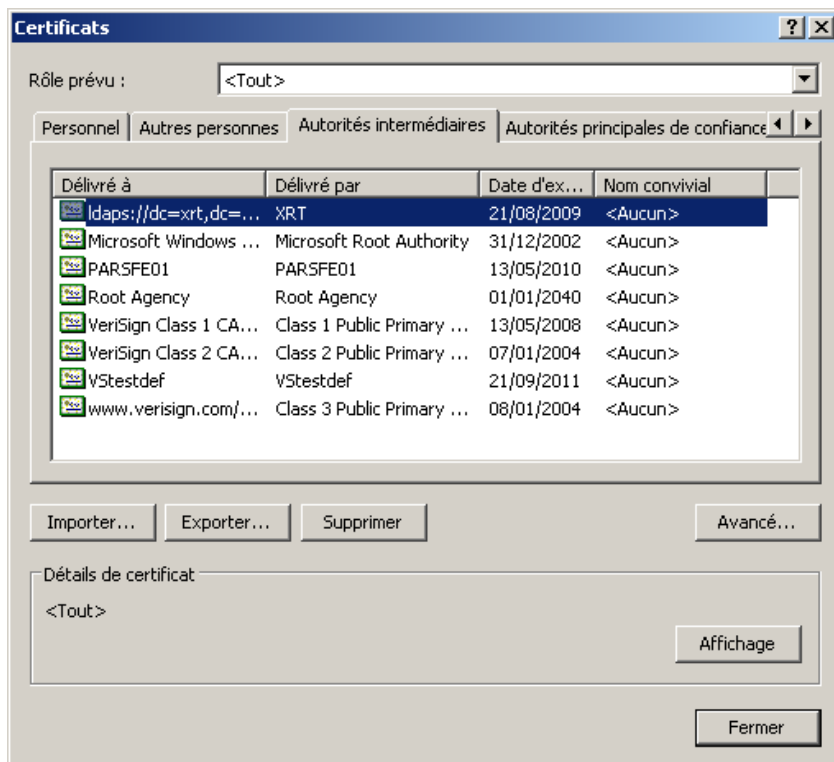 Certificats
Rôle prévu : <Tout>
Personnel Autres personnes Autorités intermédiaires Autorités principales de confiance
Délivré à Délivré par Date d'ex... Nom convivial
ldaps://dc=xrt,dc=... XRT 21/08/2009 <Aucun>
Microsoft Windows ... Microsoft Root Authority 31/12/2002 <Aucun>
PARSFE01 PARSFE01 13/05/2010 <Aucun>
Root Agency Root Agency 01/01/2040 <Aucun>
VeriSign Class 1 CA... Class 1 Public Primary ... 13/05/2008 <Aucun>
VeriSign Class 2 CA... Class 2 Public Primary ... 07/01/2004 <Aucun>
VStestdef VStestdef 21/09/2011 <Aucun>
www.verisign.com/... Class 3 Public Primary ... 08/01/2004 <Aucun>
Importer... Exporter... Supprimer Avancé...
Détails de certificat
<Tout>
Affichage
Fermer